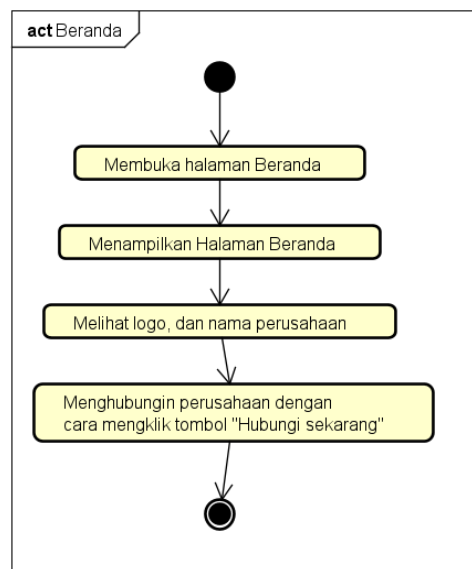 act Beranda
Membuka halaman Beranda
Menampilkan Halaman Beranda
Melihat logo, dan nama perusahaan
Menghubungin perusahaan dengan
cara mengklik tombol "Hubungi sekarang"